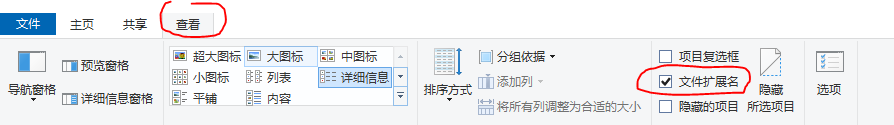 文件 主页 共享 查看
超大图标 大图标 中图标 分组依据 项目复选框
预览窗格 小图标 列表 详细信息 添加列 文件扩展名
导航窗格 详细信息窗格 平铺 内容 排序方式 将所有列调整为合适的大小 隐藏的项目 隐藏 所选项目 选项